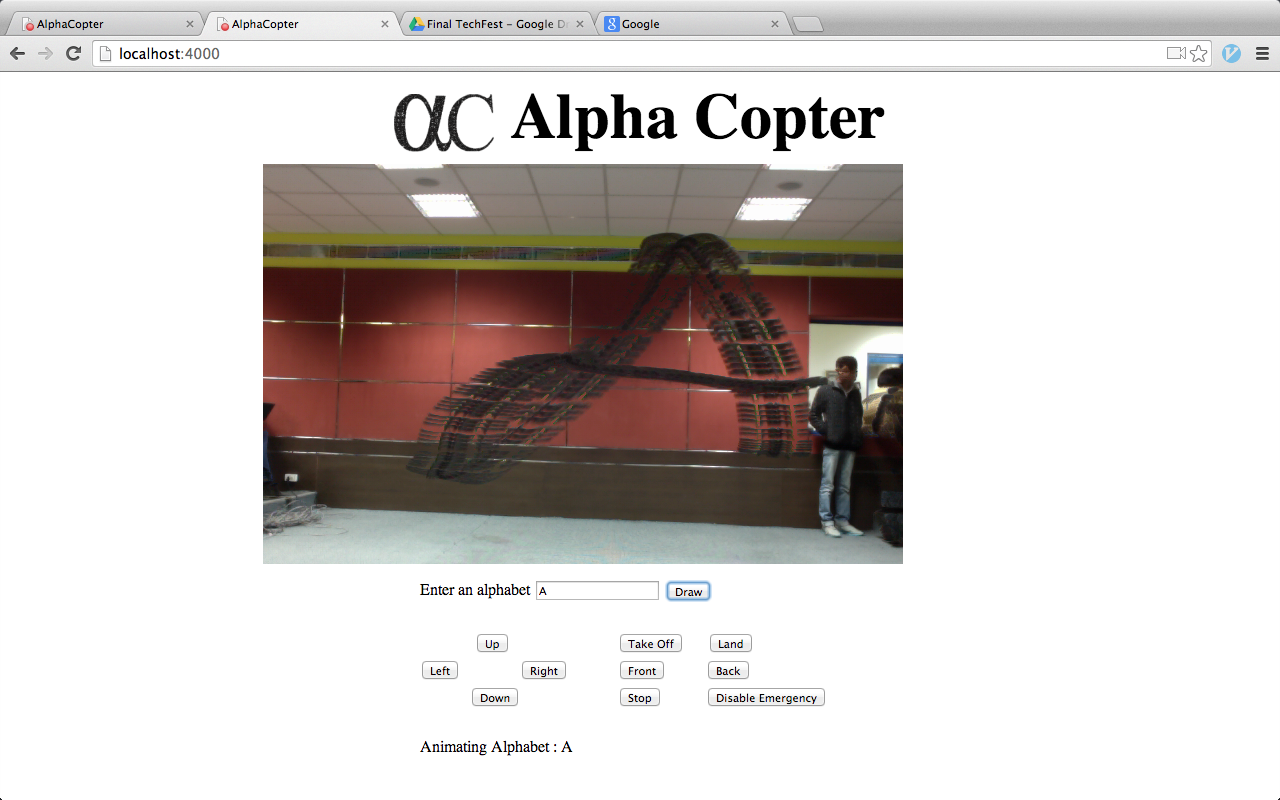 AlphaCopter
AlphaCopter
Final TechFest - Google D
Google
localhost:4000
αC Alpha Copter
Enter an alphabet A Draw
Up Take Off Land
Left Right Front Back
Down Stop Disable Emergency
Animating Alphabet : A